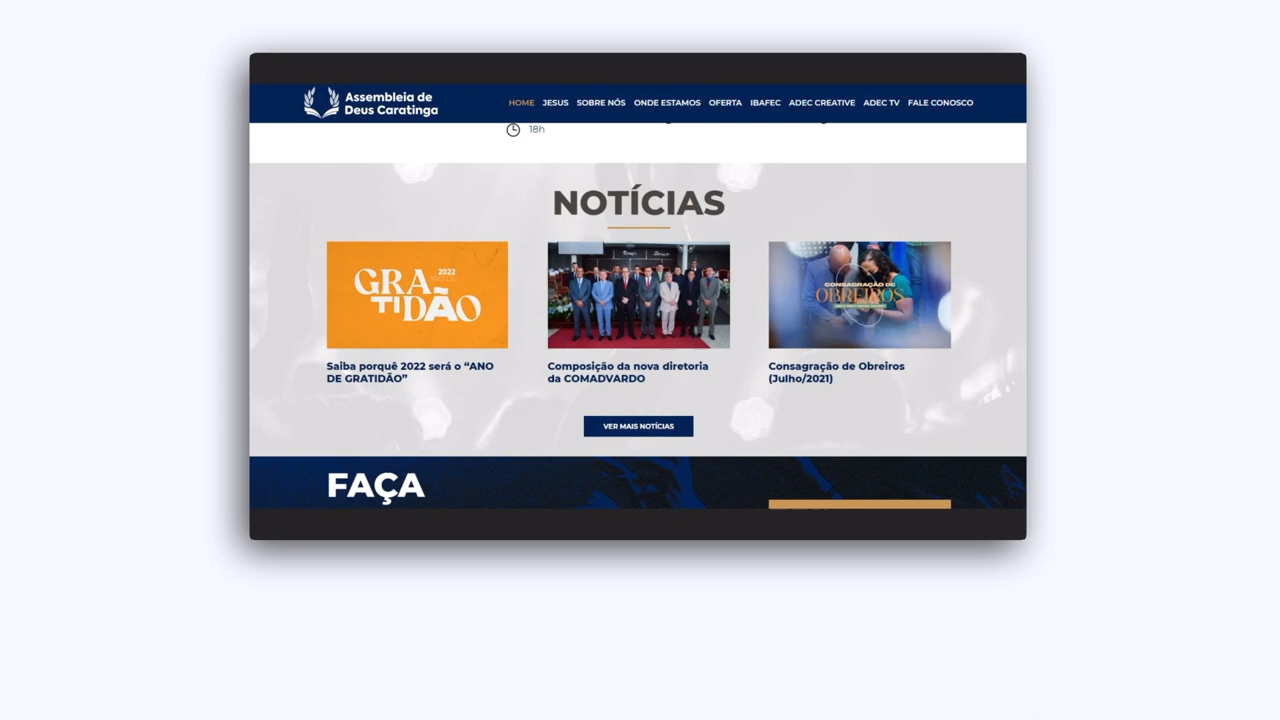 Assembleia de
Deus Caratinga
HOME JESUS SOBRE NÓS ONDE ESTAMOS OFERTA IBAFEC ADEC CREATIVE ADEC TV FALE CONOSCO
18h
NOTÍCIAS
2022
ANO DE
GRA
TIDÃO
CONSAGRAÇÃO DE
OBREIROS
Saiba porquê 2022 será o “ANO
DE GRATIDÃO”
Composição da nova diretoria
da COMADVARDO
Consagração de Obreiros
(Julho/2021)
VER MAIS NOTÍCIAS
FAÇA